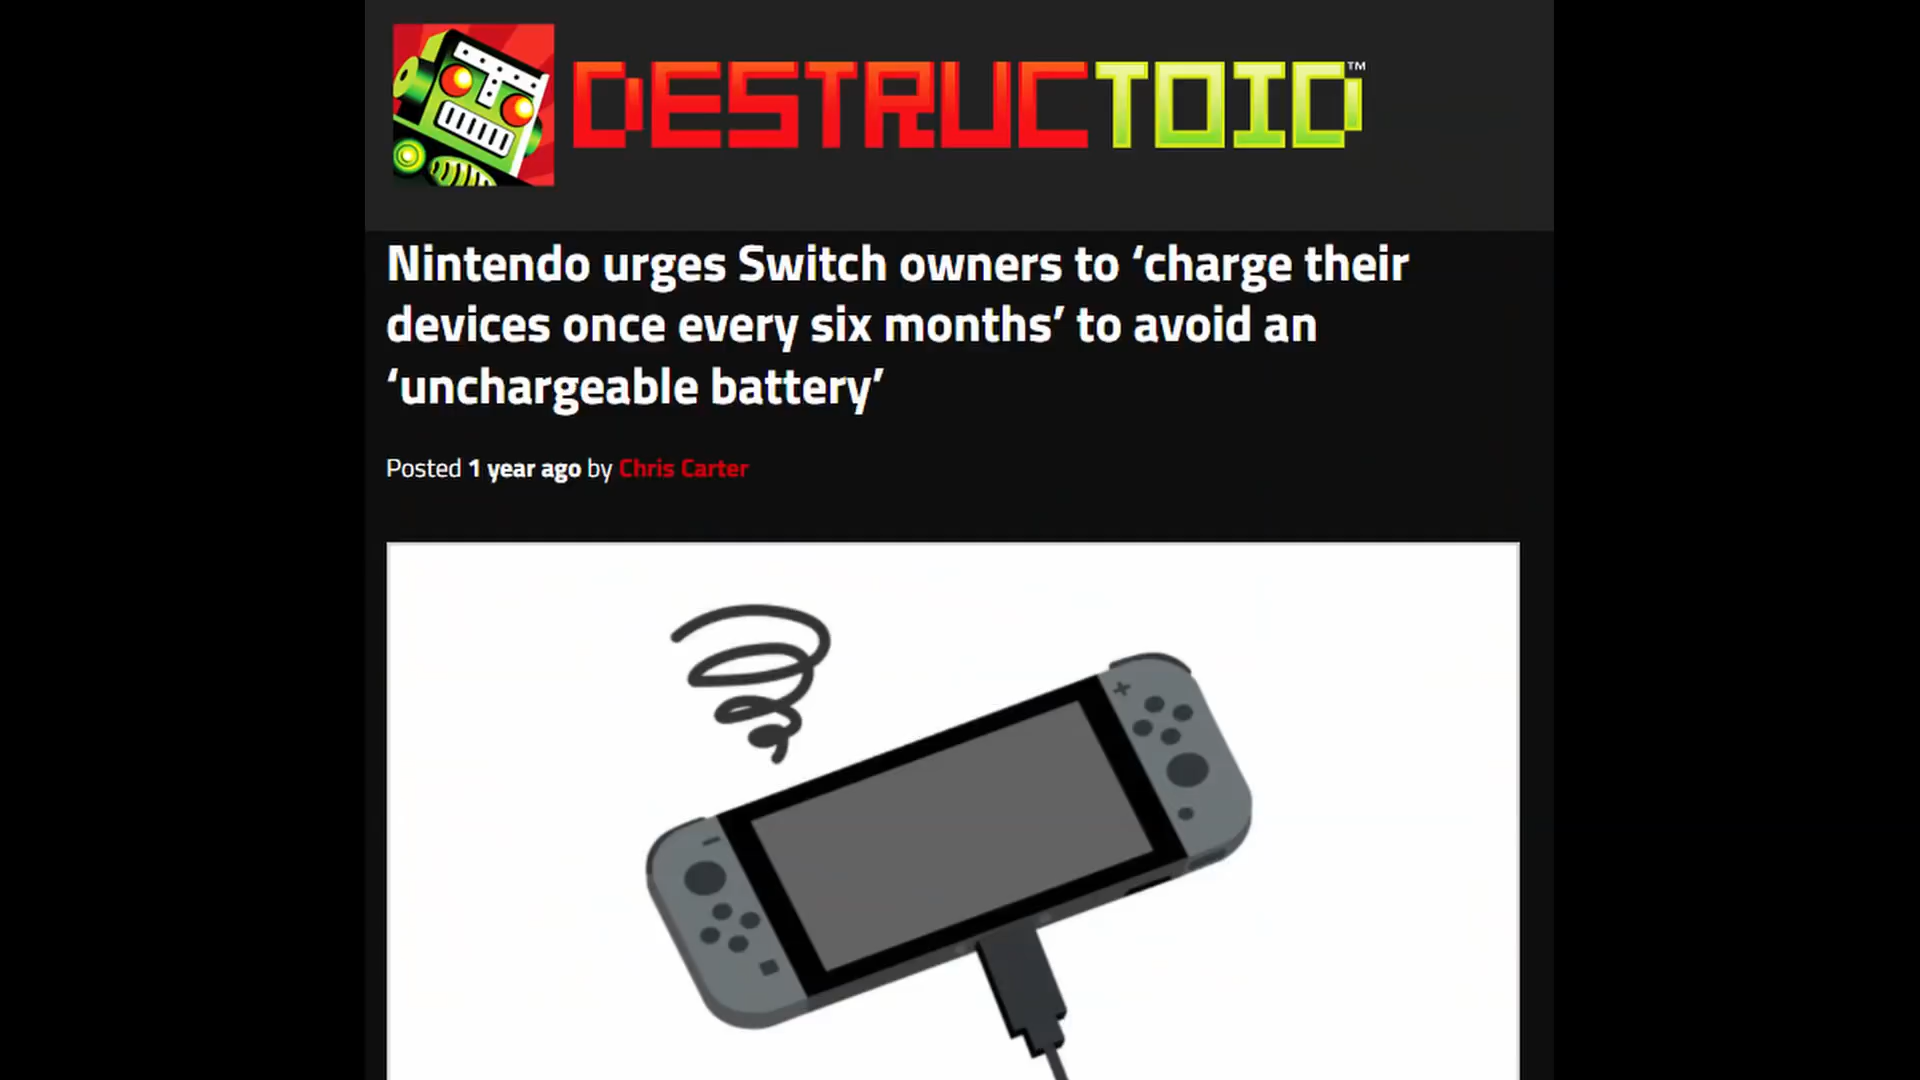 DESTRUCTOID™
Nintendo urges Switch owners to ‘charge their
devices once every six months’ to avoid an
‘unchargeable battery’
Posted 1 year ago by Chris Carter